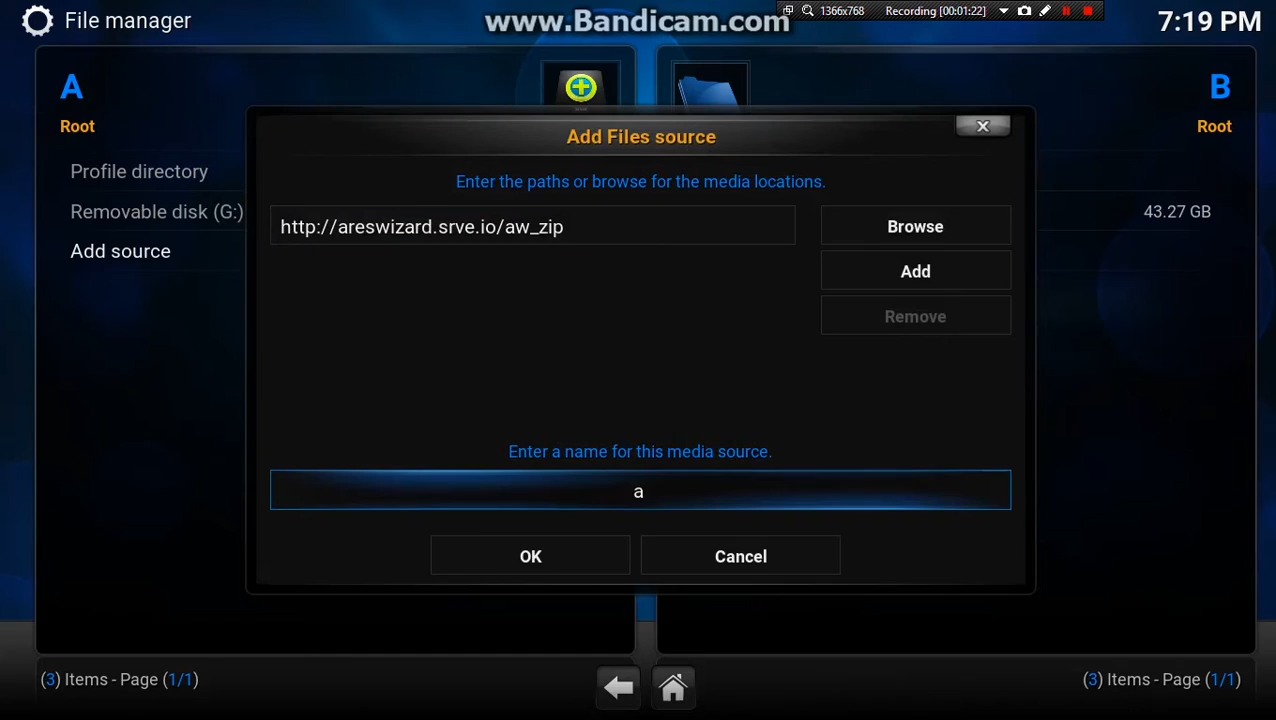 File manager
www.Bandicam.com
1366x768 Recording [00:01:22]
7:19 PM
A
B
Root
Root
Add Files source
Enter the paths or browse for the media locations.
Profile directory
Removable disk (G:)
43.27 GB
Add source
http://areswizard.srve.io/aw_zip
Browse
Add
Remove
Enter a name for this media source.
a
OK
Cancel
(3) Items - Page (1/1)
(3) Items - Page (1/1)